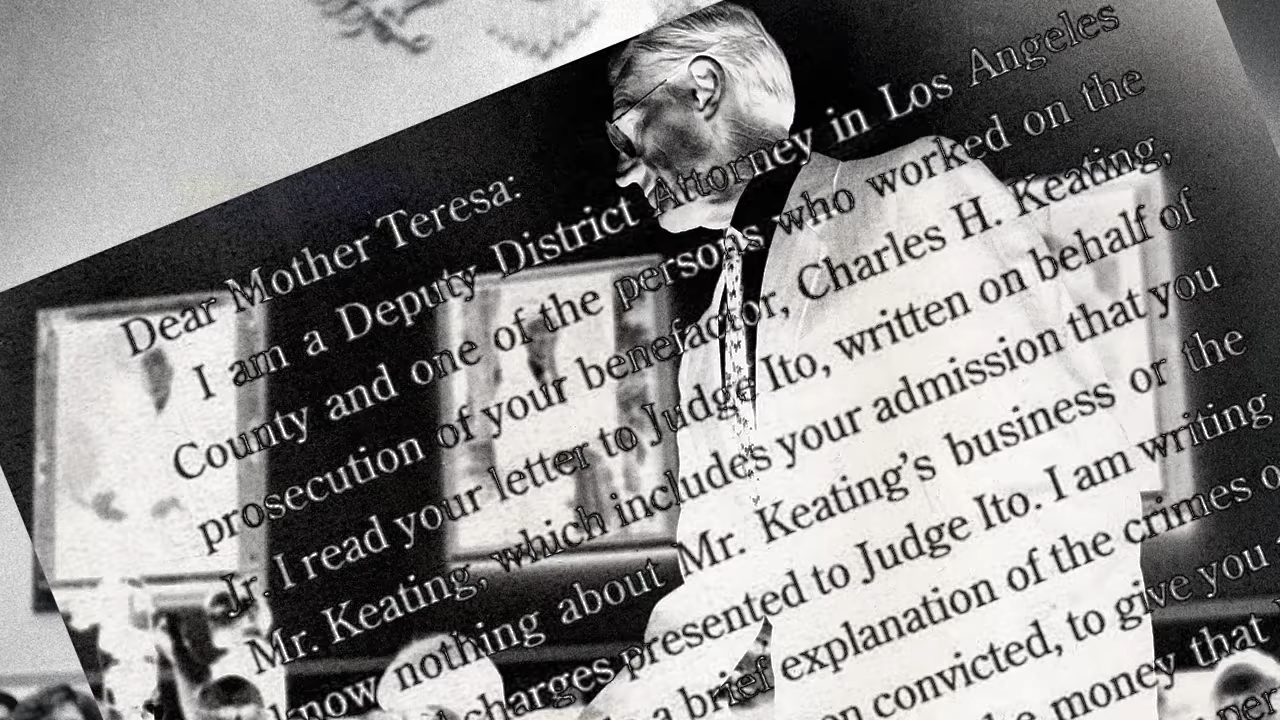 Dear Mother Teresa:
I am a Deputy District Attorney in Los Angeles
County and one of the persons who worked on the
prosecution of your benefactor, Charles H. Keating,
Jr. I read your letter to Judge Ito, written on behalf of
Mr. Keating, which includes your admission that you
know nothing about Mr. Keating's business or the
charges presented to Judge Ito. I am writing
a brief explanation of the crimes
convicted, to give you
money that